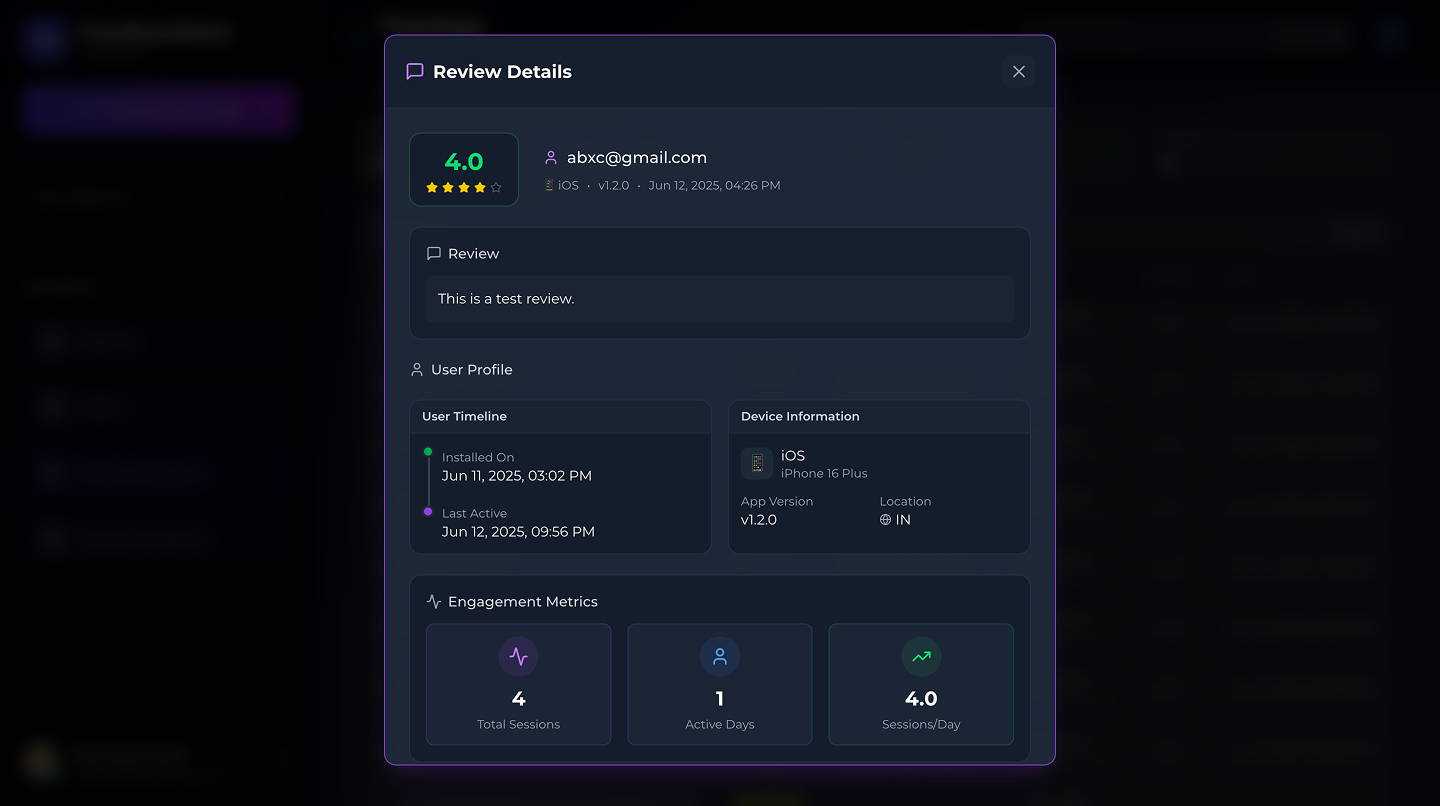 Review Details
4.0
abxc@gmail.com
iOS • v1.2.0 • Jun 12, 2025, 04:26 PM
Review
This is a test review.
User Profile
User Timeline
Installed On
Jun 11, 2025, 03:02 PM
Last Active
Jun 12, 2025, 09:56 PM
Device Information
iOS
iPhone 16 Plus
App Version
v1.2.0
Location
IN
Engagement Metrics
4
Total Sessions
1
Active Days
4.0
Sessions/Day